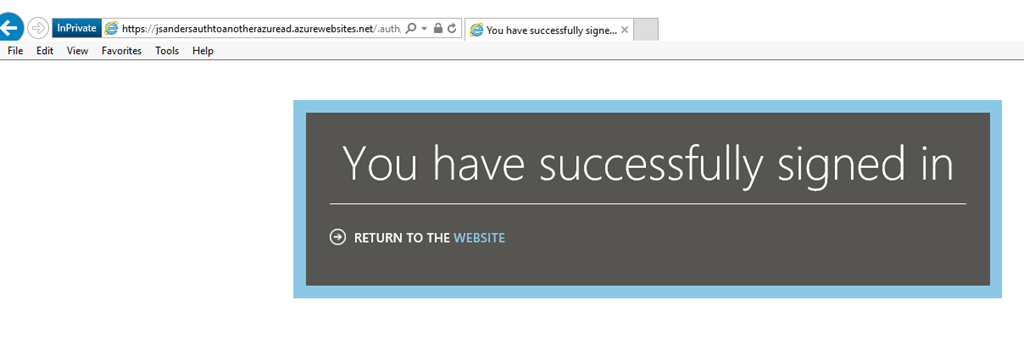 InPrivate https://jsandersauthtoanotherazuread.azurewebsites.net/.auth, You have successfully signe...
File Edit View Favorites Tools Help
You have successfully signed in
RETURN TO THE WEBSITE